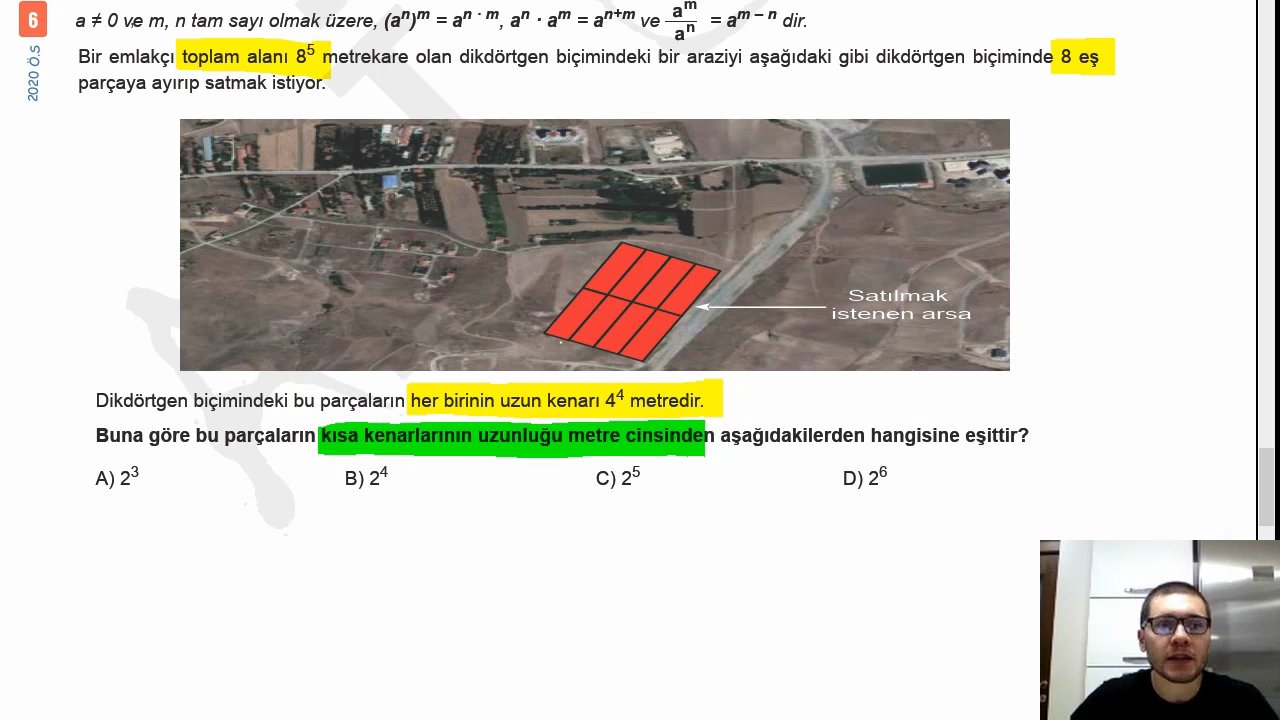 6
2020 Ö.S
a ≠ 0 ve m, n tam sayı olmak üzere, (aⁿ)ᵐ = aⁿ · ᵐ, aⁿ · aᵐ = aⁿ⁺ᵐ ve aᵐ/aⁿ = aᵐ ⁻ ⁿ dir.
Bir emlakçı toplam alanı 8⁵ metrekare olan dikdörtgen biçimindeki bir araziyi aşağıdaki gibi dikdörtgen biçiminde 8 eş
parçaya ayırıp satmak istiyor.
Satılmak
istenen arsa
Dikdörtgen biçimindeki bu parçaların her birinin uzun kenarı 4⁴ metredir.
Buna göre bu parçaların kısa kenarlarının uzunluğu metre cinsinden aşağıdakilerden hangisine eşittir?
A) 2³ B) 2⁴ C) 2⁵ D) 2⁶